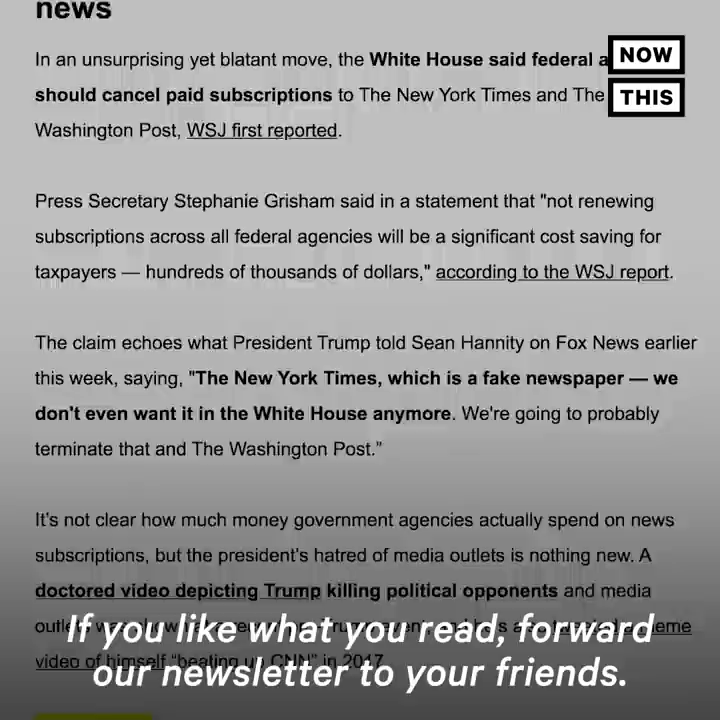 news
In an unsurprising yet blatant move, the White House said federal a
should cancel paid subscriptions to The New York Times and The
Washington Post, WSJ first reported.
NOW
THIS
Press Secretary Stephanie Grisham said in a statement that "not renewing
subscriptions across all federal agencies will be a significant cost saving for
taxpayers — hundreds of thousands of dollars," according to the WSJ report.
The claim echoes what President Trump told Sean Hannity on Fox News earlier
this week, saying, "The New York Times, which is a fake newspaper — we
don't even want it in the White House anymore. We're going to probably
terminate that and The Washington Post.”
It's not clear how much money government agencies actually spend on news
subscriptions, but the president's hatred of media outlets is nothing new. A
doctored video depicting Trump killing political opponents and media
video of himself “beating up CNN” in 2017
If you like what you read, forward
our newsletter to your friends.